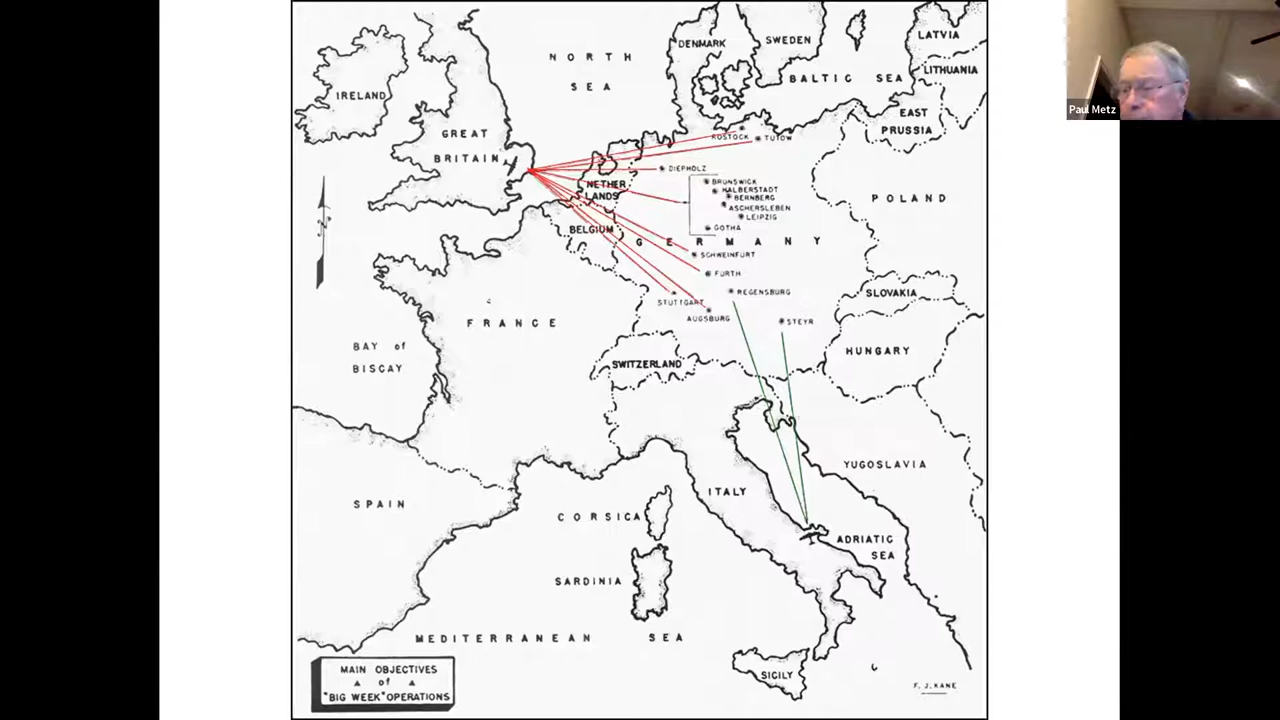 DENMARK
SWEDEN
LATVIA
NORTH
SEA
BALTIC SEA
LITHUANIA
IRELAND
Paul Metz
EAST
PRUSSIA
GREAT
BRITAIN
ROSTOCK
TUTOW
DIEPHOLZ
NETHER
LANDS
BRUNSWICK
HALBERSTADT
BERNBERG
ASCHERSLEBEN
LEIPZIG
GOTHA
POLAND
BELGIUM
GERMANY
SCHWEINFURT
FURTH
REGENSBURG
SLOVAKIA
STUTTGART
AUGSBURG
STEYR
FRANCE
BAY of
BISCAY
HUNGARY
SWITZERLAND
YUGOSLAVIA
ITALY
SPAIN
CORSICA
ADRIATIC
SEA
SARDINIA
MEDITERRANEAN SEA
SICILY
MAIN OBJECTIVES
of
"BIG WEEK" OPERATIONS
F. J. KANE